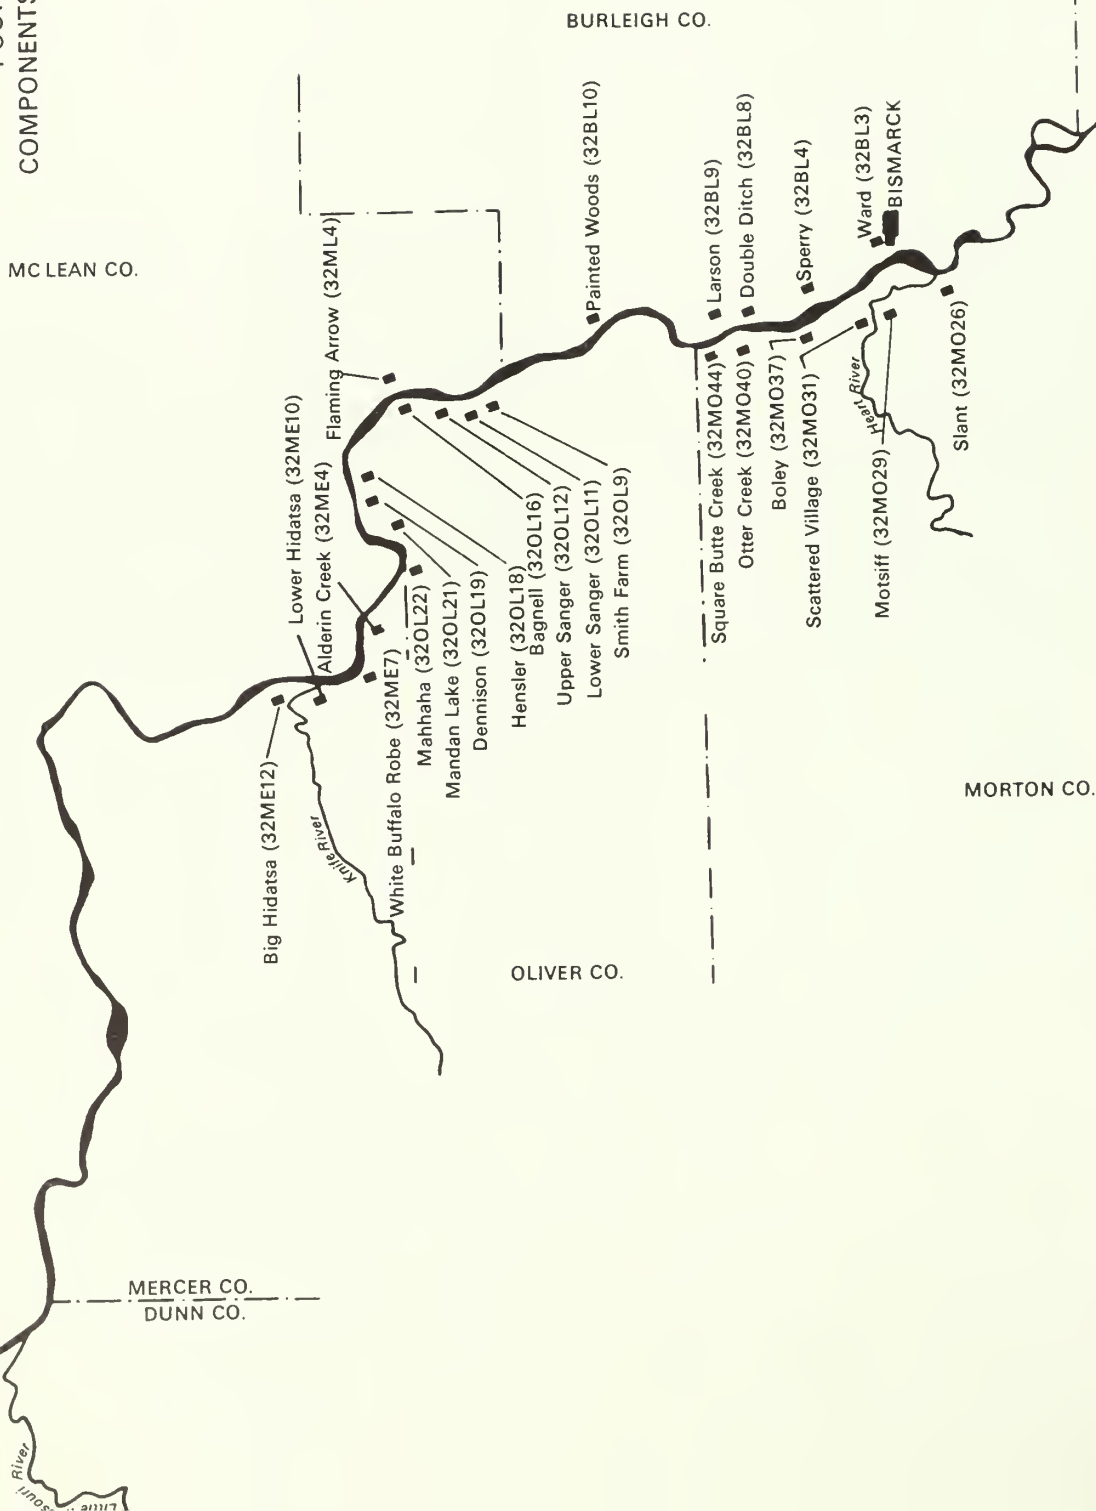 COMPONENTS
BURLEIGH CO.
MC LEAN CO.
Painted Woods (32BL10)
Larson (32BL9)
Double Ditch (32BL8)
Sperry (32BL4)
Ward (32BL3)
BISMARCK
Flaming Arrow (32ML4)
Lower Hidatsa (32ME10)
Alderin Creek (32ME4)
Big Hidatsa (32ME12)
Knife River
White Buffalo Robe (32ME7)
Mahhaha (32OL22)
Mandan Lake (32OL21)
Dennison (32OL19)
Hensler (32OL18)
Bagnell (32OL16)
Upper Sanger (32OL12)
Lower Sanger (32OL11)
Smith Farm (32OL9)
Square Butte Creek (32MO44)
Otter Creek (32MO40)
Boley (32MO37)
Scattered Village (32MO31)
Heart River
Motsiff (32MO29)
Slant (32MO26)
MORTON CO.
OLIVER CO.
MERCER CO.
DUNN CO.
River
Little